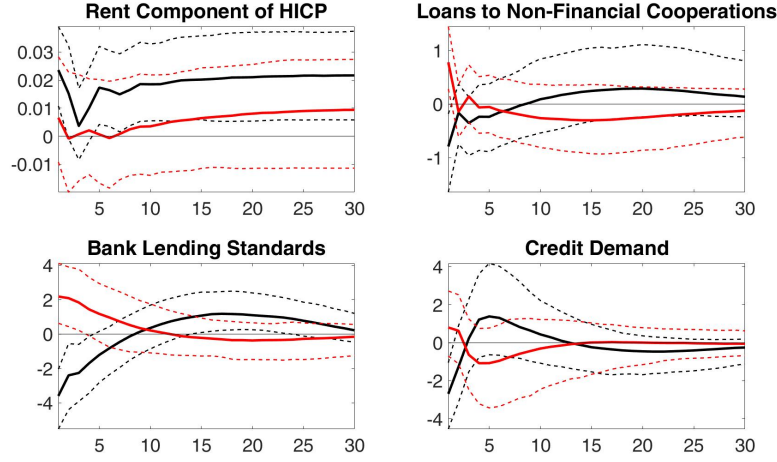 Rent Component of HICP
0.03
0.02
0.01
0
-0.01
5 10 15 20 25 30
Loans to Non-Financial Cooperations
1
0
-1
5 10 15 20 25 30
Bank Lending Standards
4
2
0
-2
-4
5 10 15 20 25 30
Credit Demand
4
2
0
-2
-4
5 10 15 20 25 30